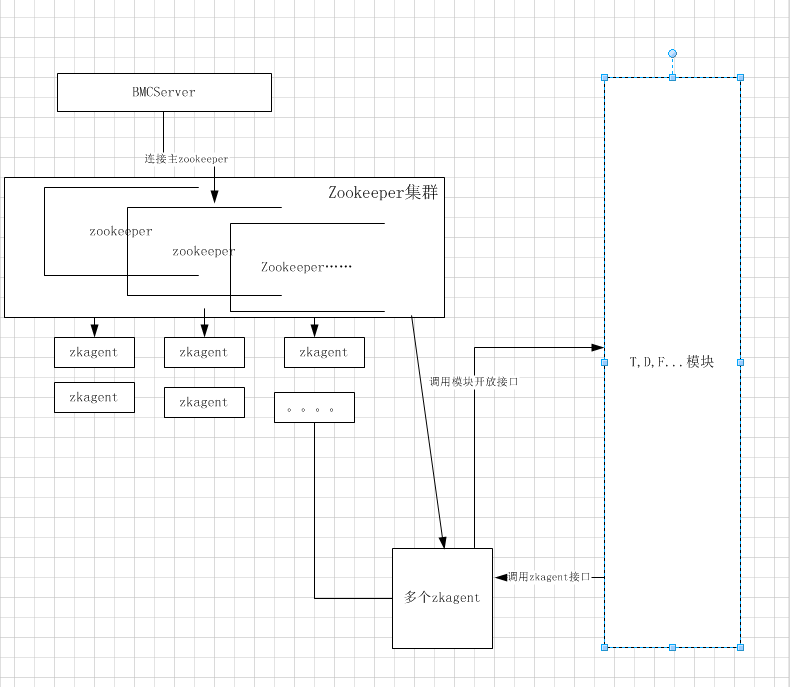 BMCServer
连接主zookeeper
Zookeeper集群
zookeeper
zookeeper
Zookeeper……
zkagent
zkagent
zkagent
zkagent
zkagent
。。。。
调用模块开放接口
T,D,F...模块
调用zkagent接口
多个zkagent